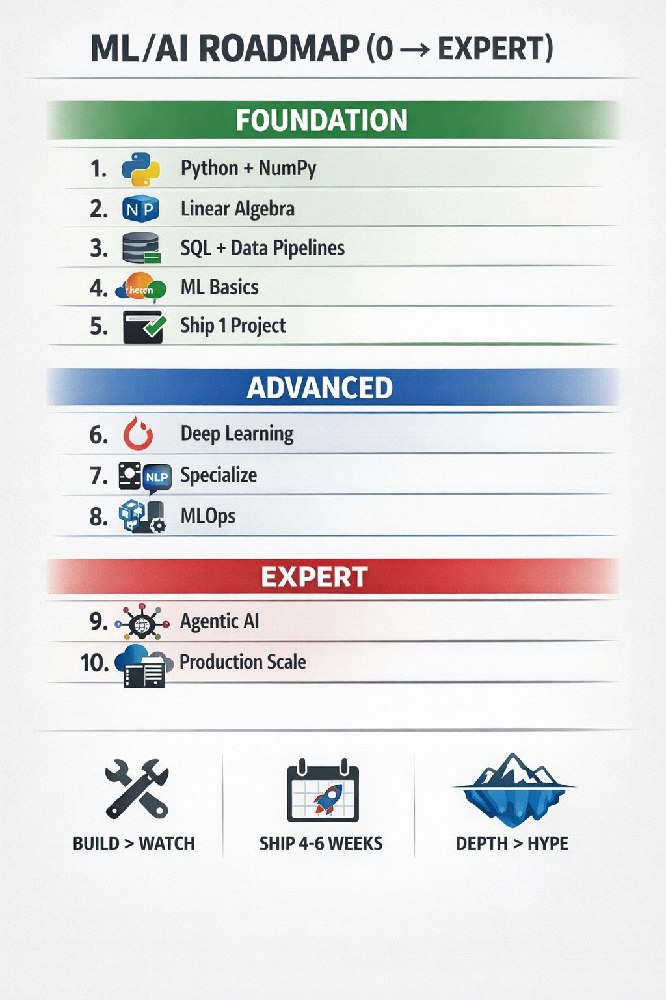 ML/AI ROADMAP (0 → EXPERT)
FOUNDATION
1. Python + NumPy
2. NP Linear Algebra
3. SQL + Data Pipelines
4. ML Basics
5. Ship 1 Project
ADVANCED
6. Deep Learning
7. NLP Specialize
8. MLOps
EXPERT
9. Agentic AI
10. Production Scale
BUILD > WATCH
SHIP 4-6 WEEKS
DEPTH > HYPE